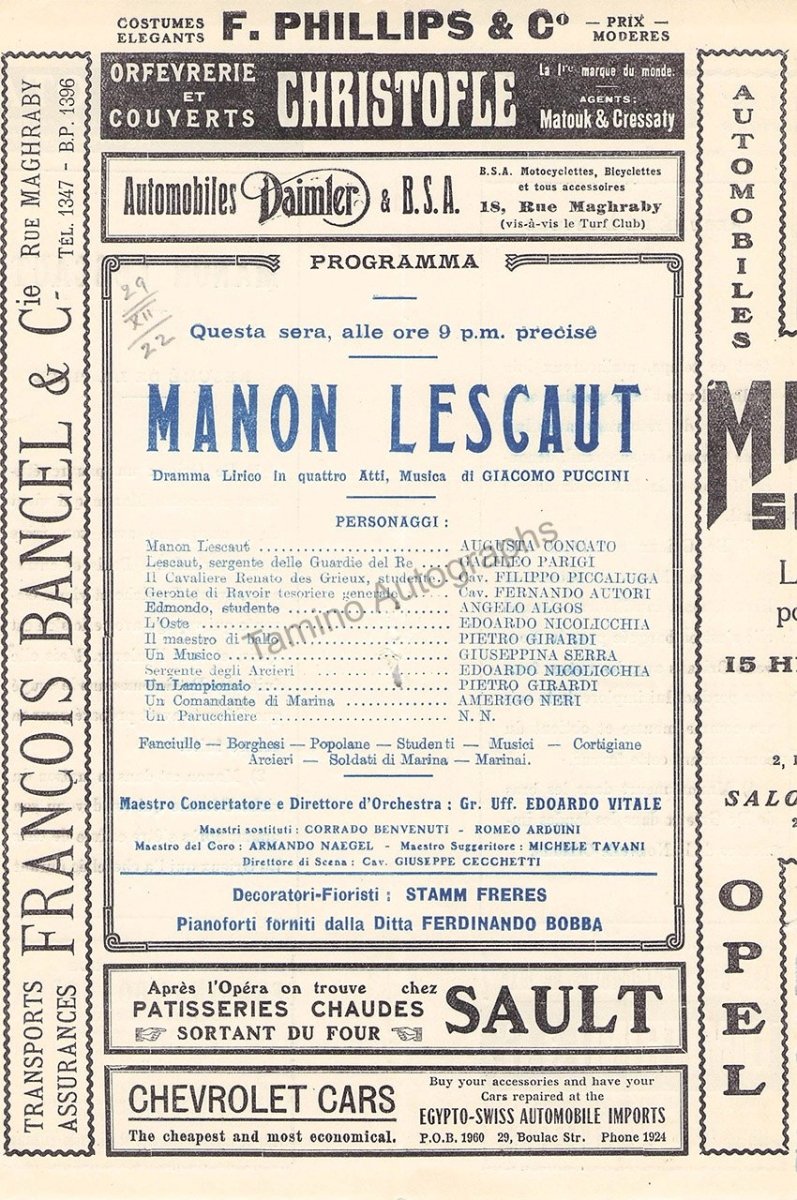 COSTUMES ELEGANTS F. PHILLIPS & Cº — PRIX — MODERES
ORFEVRERIE ET COUVERTS CHRISTOFLE La 1re marque du monde.
AGENTS:
Matouk & Cressaty
Automobiles Daimler & B.S.A.
B.S.A. Motocyclettes, Bicyclettes
et tous accessoires
18, Rue Maghraby
(vis-à-vis le Turf Club)
TRANSPORTS ASSURANCES FRANÇOIS BANCEL & Cie RUE MAGHRABY
TEL. 1347 - B.P. 1396
PROGRAMMA
29
XII
22
Questa sera, alle ore 9 p.m. precise
MANON LESCAUT
Dramma Lirico in quattro Atti, Musica di GIACOMO PUCCINI
PERSONAGGI :
Manon Lescaut .......................... AUGUSTA CONCATO
Lescaut, sergente delle Guardie del Re ... GALILEO PARIGI
Il Cavaliere Renato des Grieux, studente.. Cav. FILIPPO PICCALUGA
Geronte di Ravoir tesoriere generale ....... Cav. FERNANDO AUTORI
Edmondo, studente ...................... ANGELO ALGOS
L'Oste ................................... EDOARDO NICOLICCHIA
Il maestro di ballo ....................... PIETRO GIRARDI
Un Musico .............................. GIUSEPPINA SERRA
Sergente degli Arcieri .................... EDOARDO NICOLICCHIA
Un Lampionaio .......................... PIETRO GIRARDI
Un Comandante di Marina ............... AMERIGO NERI
Un Parucchiere .......................... N. N.
Fanciulle — Borghesi — Popolane — Studenti — Musici — Cortigiane
Arcieri — Soldati di Marina — Marinai.
Maestro Concertatore e Direttore d'Orchestra : Gr. Uff. EDOARDO VITALE
Maestri sostituti : CORRADO BENVENUTI - ROMEO ARDUINI
Maestro del Coro : ARMANDO NAEGEL - Maestro Suggeritore : MICHELE TAVANI
Direttore di Scena : Cav. GIUSEPPE CECCHETTI
Decoratori-Fioristi : STAMM FRERES
Pianoforti forniti dalla Ditta FERDINANDO BOBBA
Tamino Autographs
Après l'Opéra on trouve chez
PATISSERIES CHAUDES
SORTANT DU FOUR
SAULT
CHEVROLET CARS
The cheapest and most economical.
Buy your accessories and have your
Cars repaired at the
EGYPTO-SWISS AUTOMOBILE IMPORTS
P.O.B. 1960 29, Boulac Str. Phone 1924
AUTOMOBILES
OPEL
15 H
2,
SALO